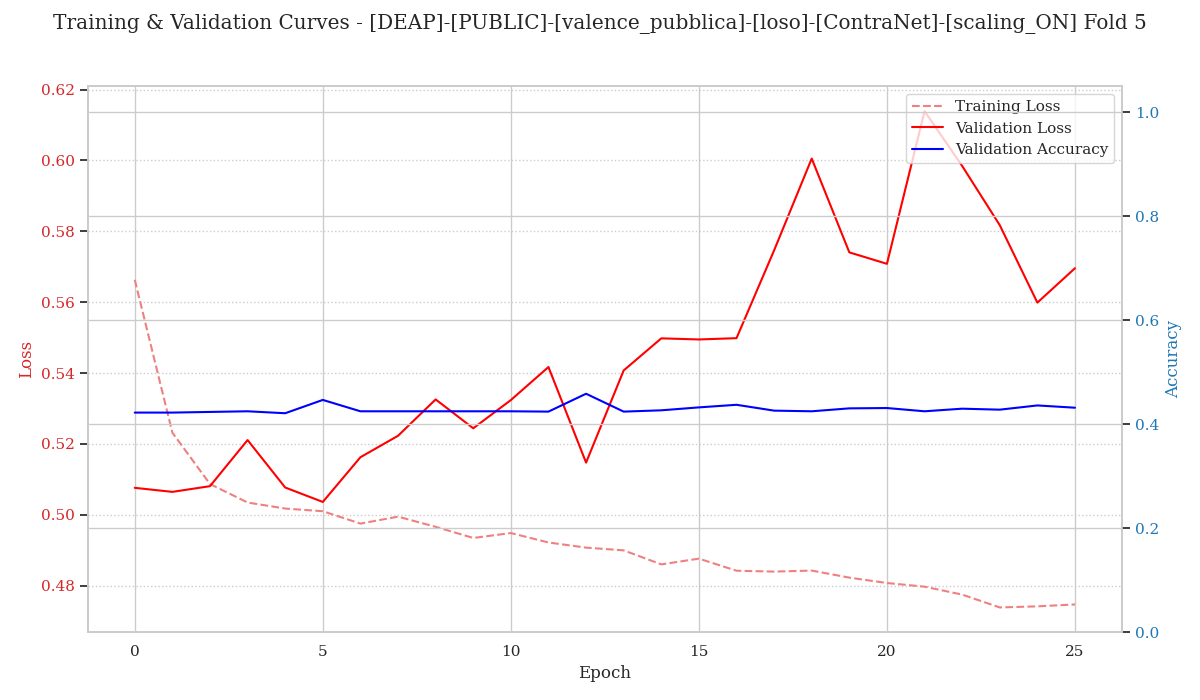 Training & Validation Curves - [DEAP]-[PUBLIC]-[valence_pubblica]-[loso]-[ContraNet]-[scaling_ON] Fold 5
Training Loss
Validation Loss
Validation Accuracy
0.62
0.60
0.58
0.56
0.54
0.52
0.50
0.48
Loss
1.0
0.8
0.6
0.4
0.2
0.0
Accuracy
0
5
10
15
20
25
Epoch